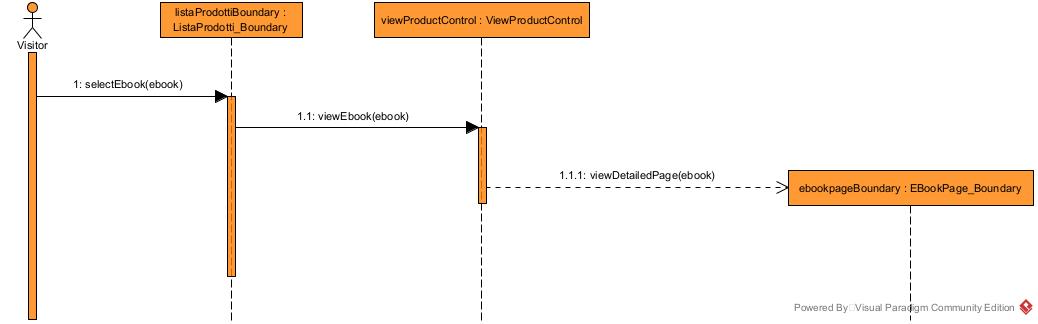 Visitor
listaProdottiBoundary :
ListaProdotti_Boundary
viewProductControl : ViewProductControl
1: selectEbook(ebook)
1.1: viewEbook(ebook)
1.1.1: viewDetailedPage(ebook)
ebookpageBoundary : EBookPage_Boundary
Powered By Visual Paradigm Community Edition